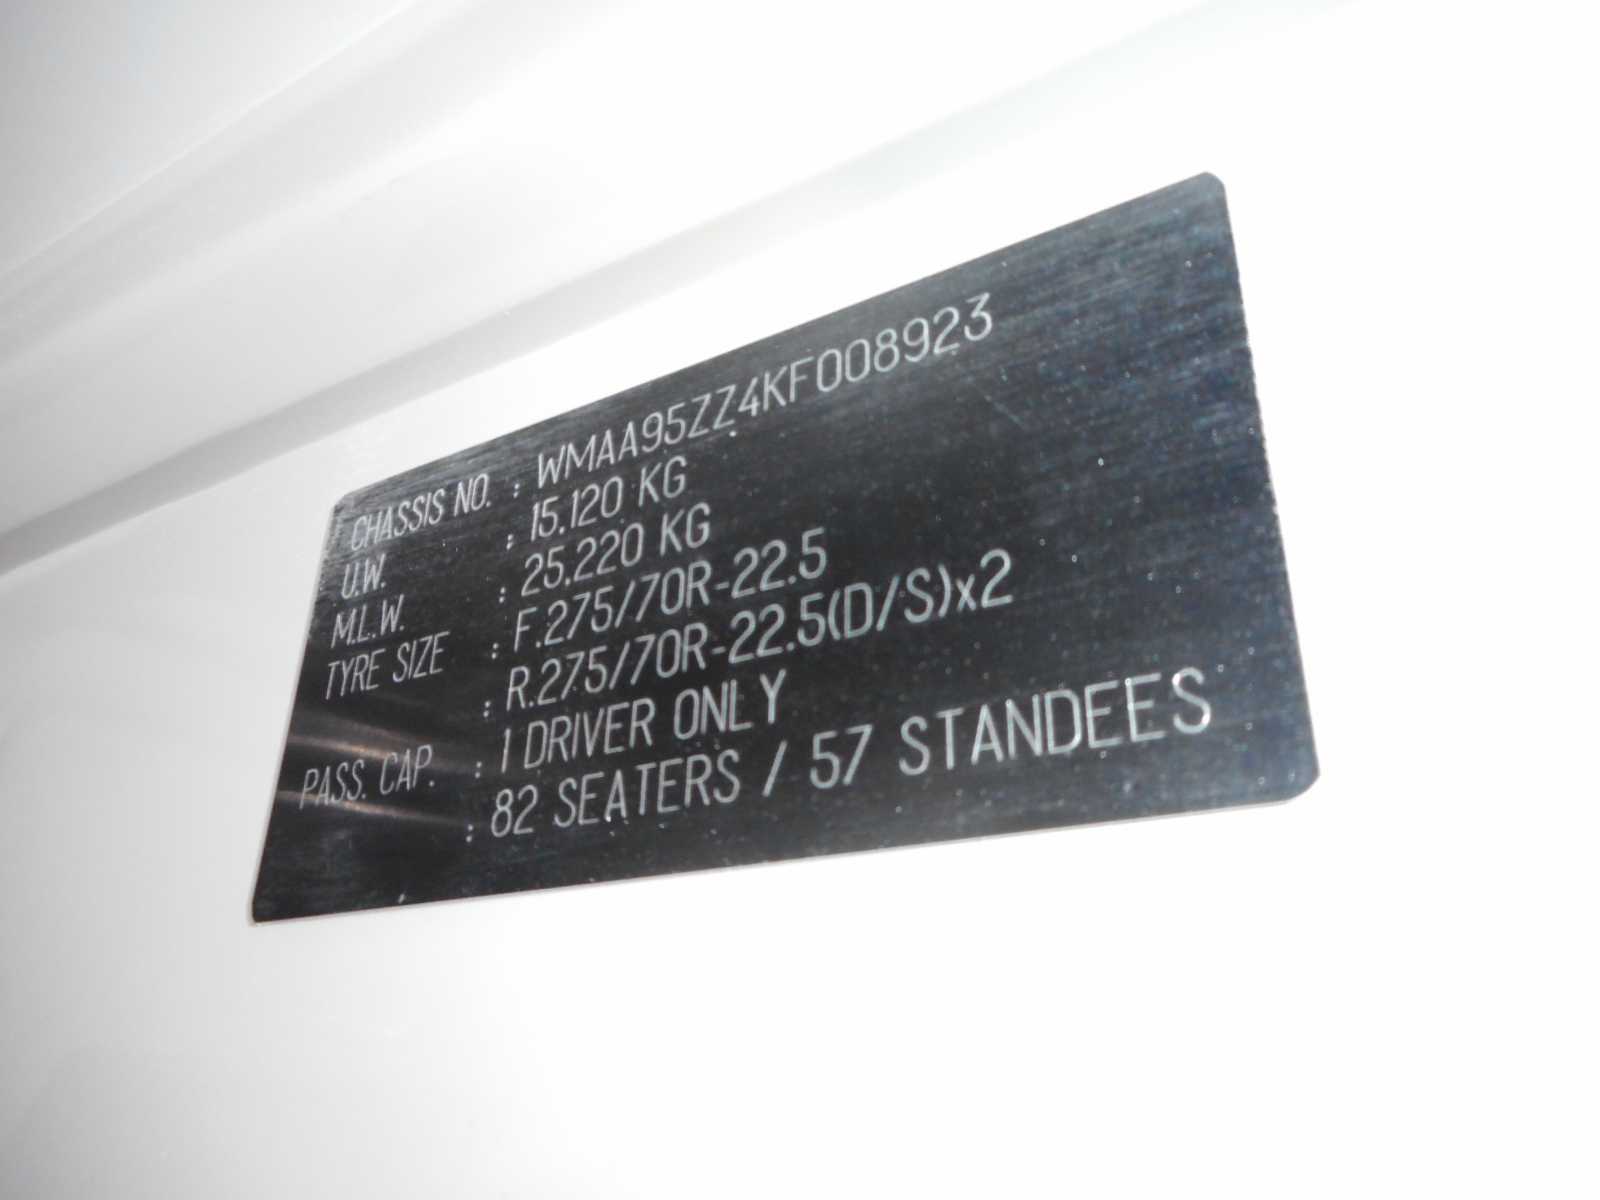 CHASSIS NO. : WMAA95ZZ4KF008923
U.W. : 15.120 KG
M.L.W. : 25.220 KG
TYRE SIZE : F.275/70R-22.5
: R.275/70R-22.5(D/S)x2
PASS. CAP. : 1 DRIVER ONLY
: 82 SEATERS / 57 STANDEES